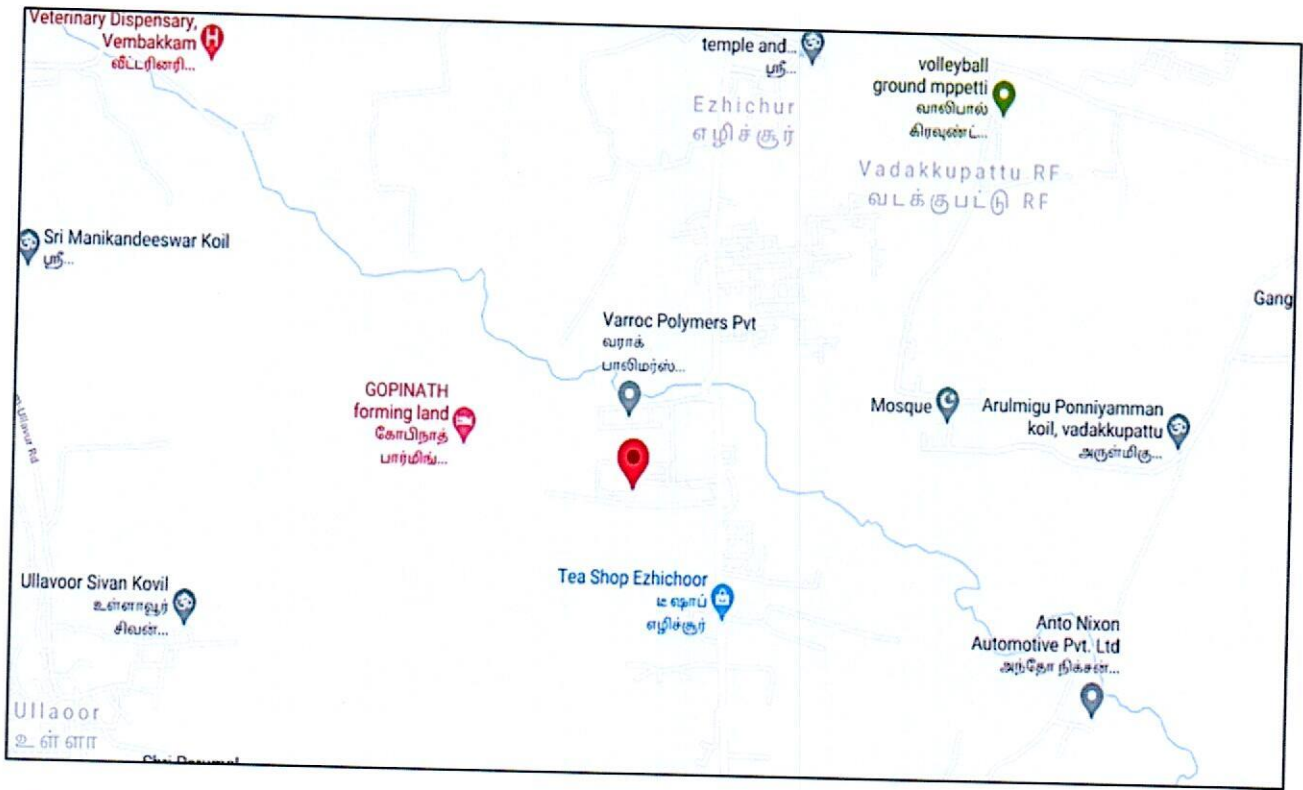 Veterinary Dispensary,
Vembakkam
வீட்டரினரி...
temple and...
ஸ்ரீ...
volleyball
ground mppetti
வாலிபால்
கிரவுண்ட்...
Ezhichur
எழிச்சூர்
Vadakkupattu RF
வடக்குபட்டு RF
Sri Manikandeeswar Koil
ஸ்ரீ...
Gang
Varroc Polymers Pvt
வராக்
பாலிமர்ஸ்...
GOPINATH
forming land
கோபிநாத்
பார்மிங்...
Mosque
Arulmigu Ponniyamman
koil, vadakkupattu
அருள்மிகு...
Ullavur Rd
Tea Shop Ezhichoor
டீ ஷாப்
எழிச்சூர்
Ullavoor Sivan Kovil
உள்ளாவூர்
சிவன்...
Anto Nixon
Automotive Pvt. Ltd
அந்தோ நிக்சன்...
Ullaoor
உள்ளா